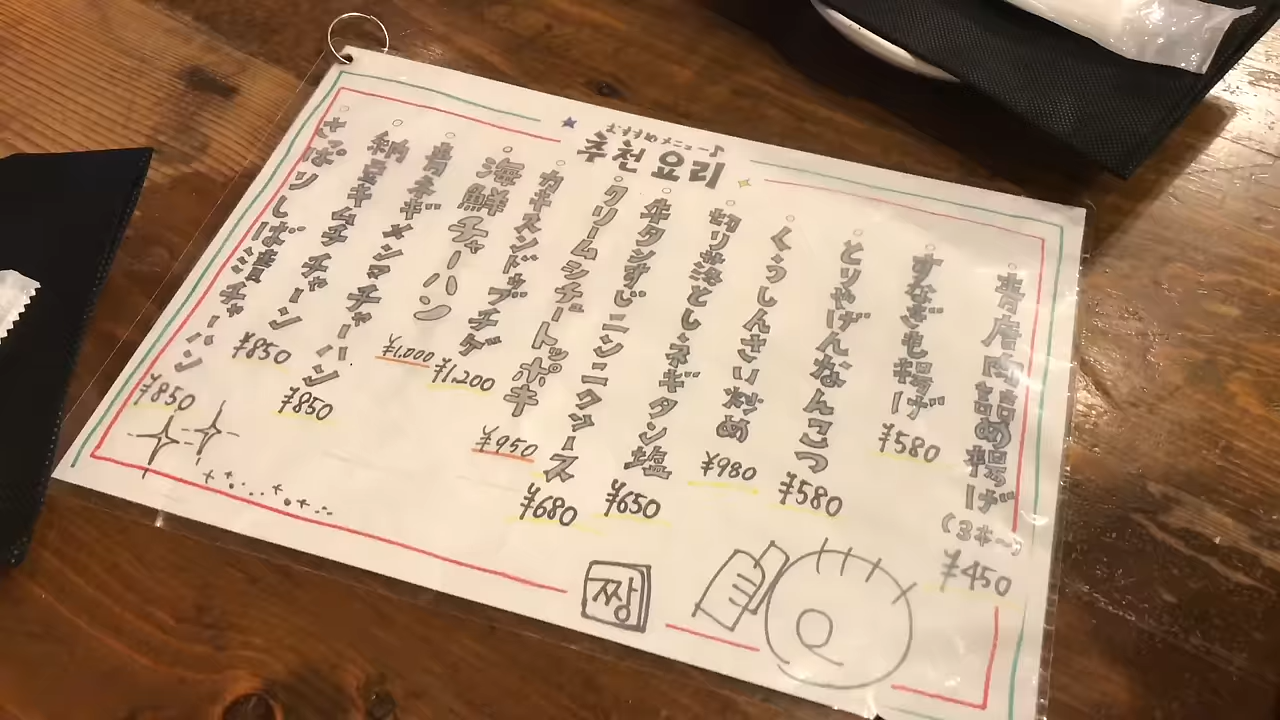 おすすめメニュー♪
추천 요리
青唐肉詰め揚げ
(3本〜)
¥450
すなぎも揚げ
¥580
とりやげんなんこつ
¥580
くうしんさい炒め
¥980
切り落としネギタン塩
¥650
牛タンすじニンニクソース
¥680
クリームシチュートッポキ
¥950
カキスンドゥブチゲ
¥1,200
海鮮チャーハン
¥1,000
青ネギメンマチャーハン
¥850
納豆キムチチャーハン
¥850
さっぱりしば漬チャーハン
¥850
짱